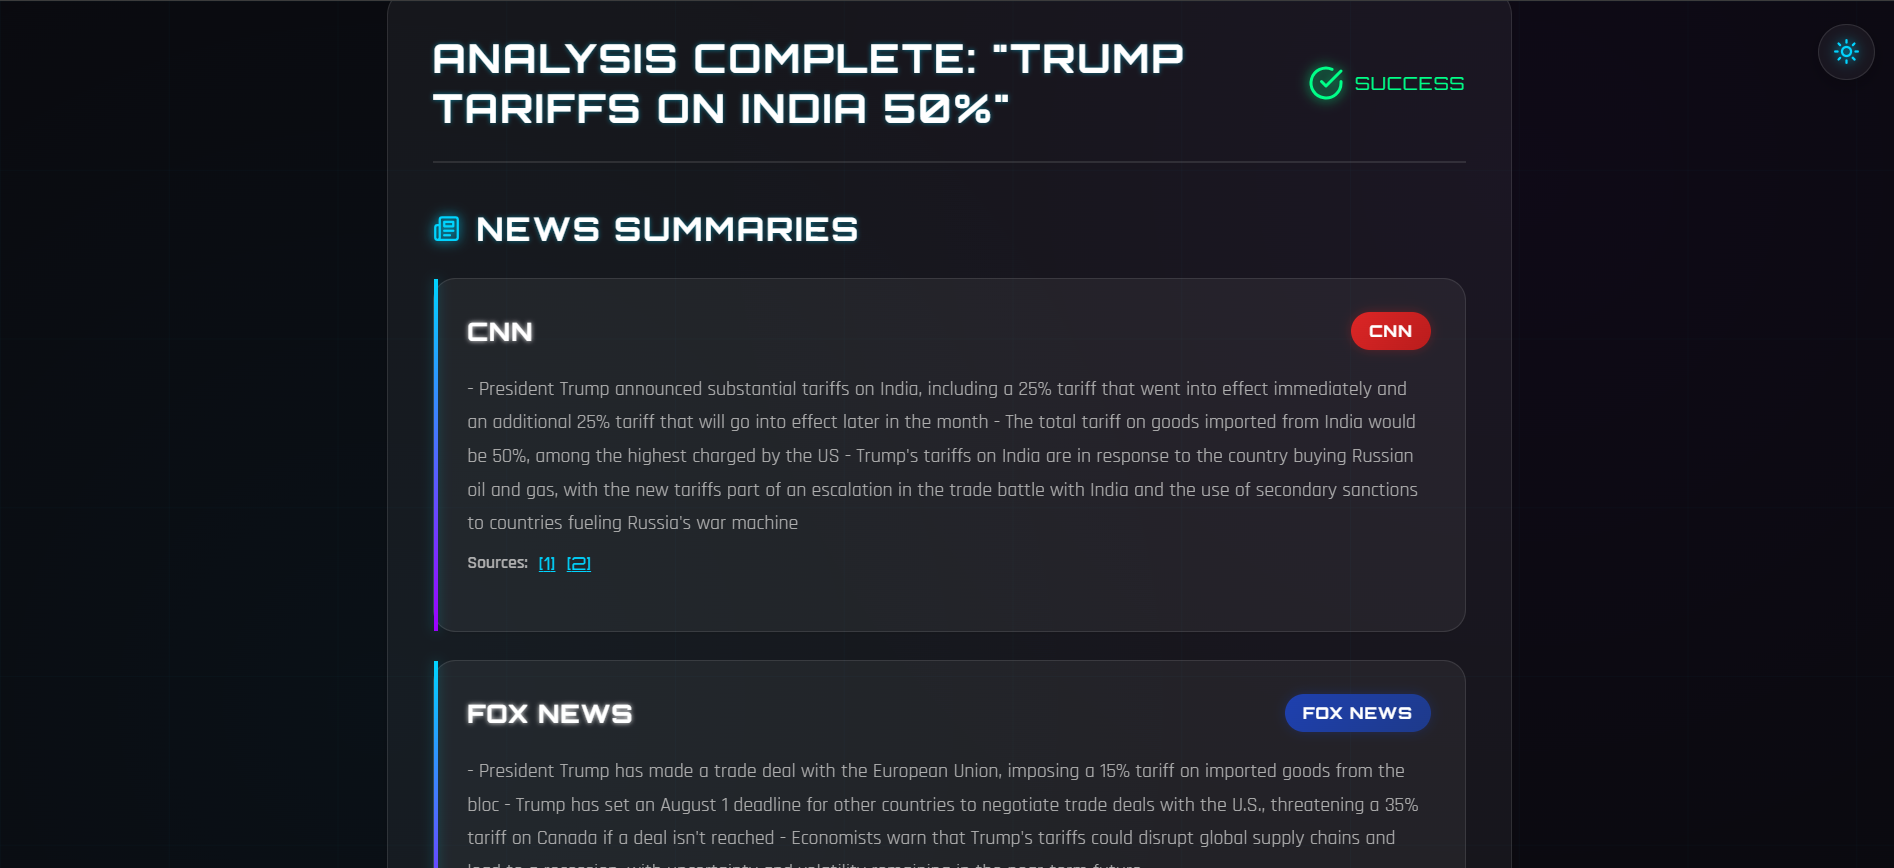 ANALYSIS COMPLETE: "TRUMP
TARIFFS ON INDIA 50%"
SUCCESS
NEWS SUMMARIES
CNN
CNN
- President Trump announced substantial tariffs on India, including a 25% tariff that went into effect immediately and
an additional 25% tariff that will go into effect later in the month - The total tariff on goods imported from India would
be 50%, among the highest charged by the US - Trump's tariffs on India are in response to the country buying Russian
oil and gas, with the new tariffs part of an escalation in the trade battle with India and the use of secondary sanctions
to countries fueling Russia's war machine
Sources: [1] [2]
FOX NEWS
FOX NEWS
- President Trump has made a trade deal with the European Union, imposing a 15% tariff on imported goods from the
bloc - Trump has set an August 1 deadline for other countries to negotiate trade deals with the U.S., threatening a 35%
tariff on Canada if a deal isn't reached - Economists warn that Trump's tariffs could disrupt global supply chains and